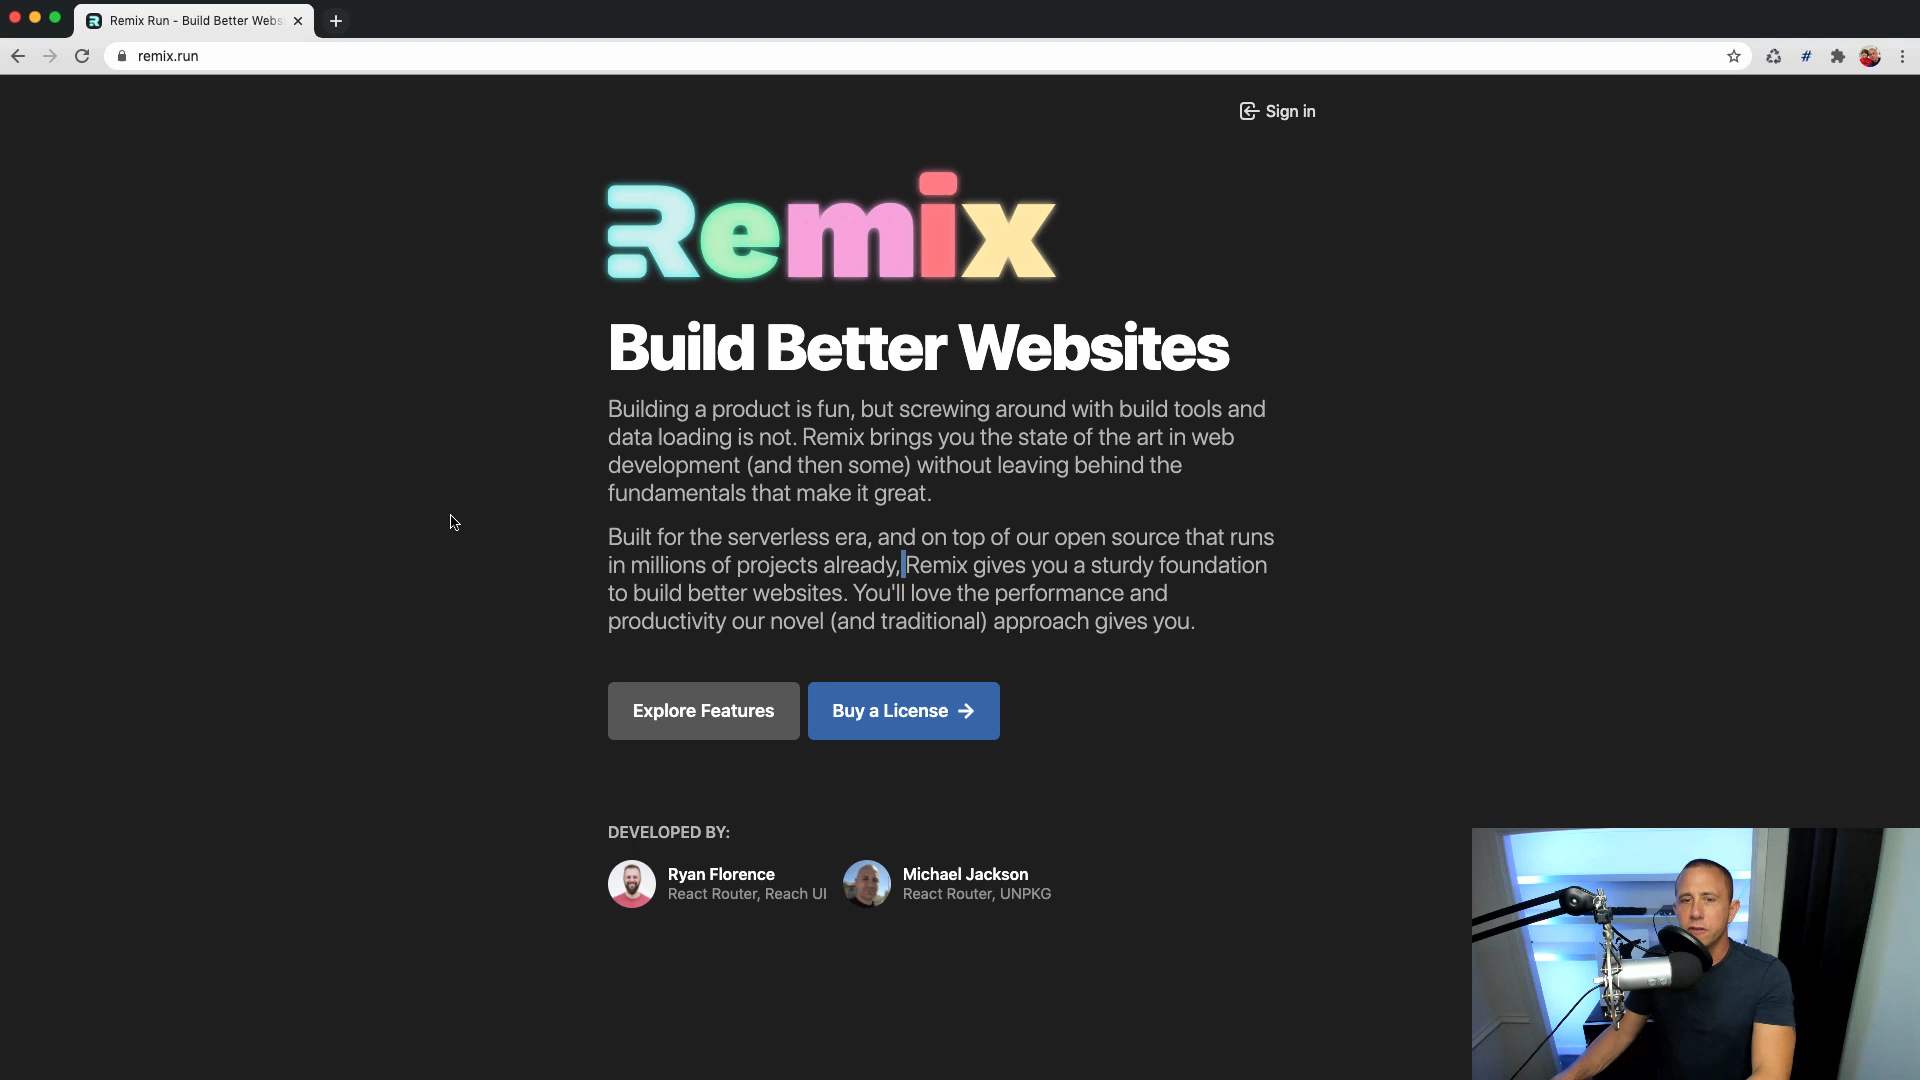 Remix Run - Build Better Webs
remix.run
#
Sign in
Remix
Build Better Websites
Building a product is fun, but screwing around with build tools and
data loading is not. Remix brings you the state of the art in web
development (and then some) without leaving behind the
fundamentals that make it great.
Built for the serverless era, and on top of our open source that runs
in millions of projects already, Remix gives you a sturdy foundation
to build better websites. You'll love the performance and
productivity our novel (and traditional) approach gives you.
Explore Features
Buy a License →
DEVELOPED BY:
Ryan Florence
React Router, Reach UI
Michael Jackson
React Router, UNPKG